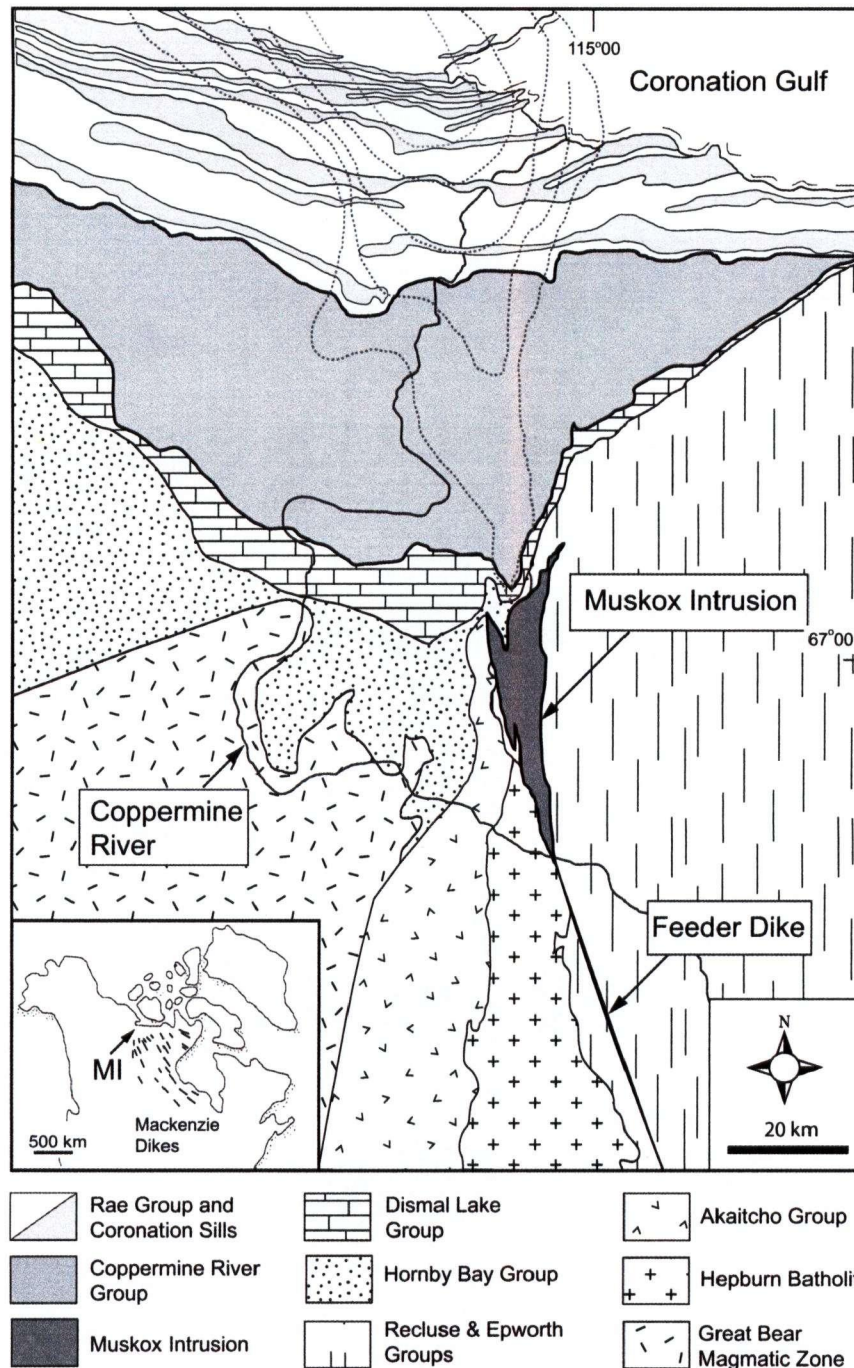 115°00
Coronation Gulf
Muskox Intrusion
67°00
Coppermine
River
Feeder Dike
MI
Mackenzie
Dikes
500 km
N
20 km
Rae Group and
Coronation Sills
Dismal Lake
Group
Akaitcho Group
Coppermine River
Group
Hornby Bay Group
Hepburn Batholi
Muskox Intrusion
Recluse & Epworth
Groups
Great Bear
Magmatic Zone